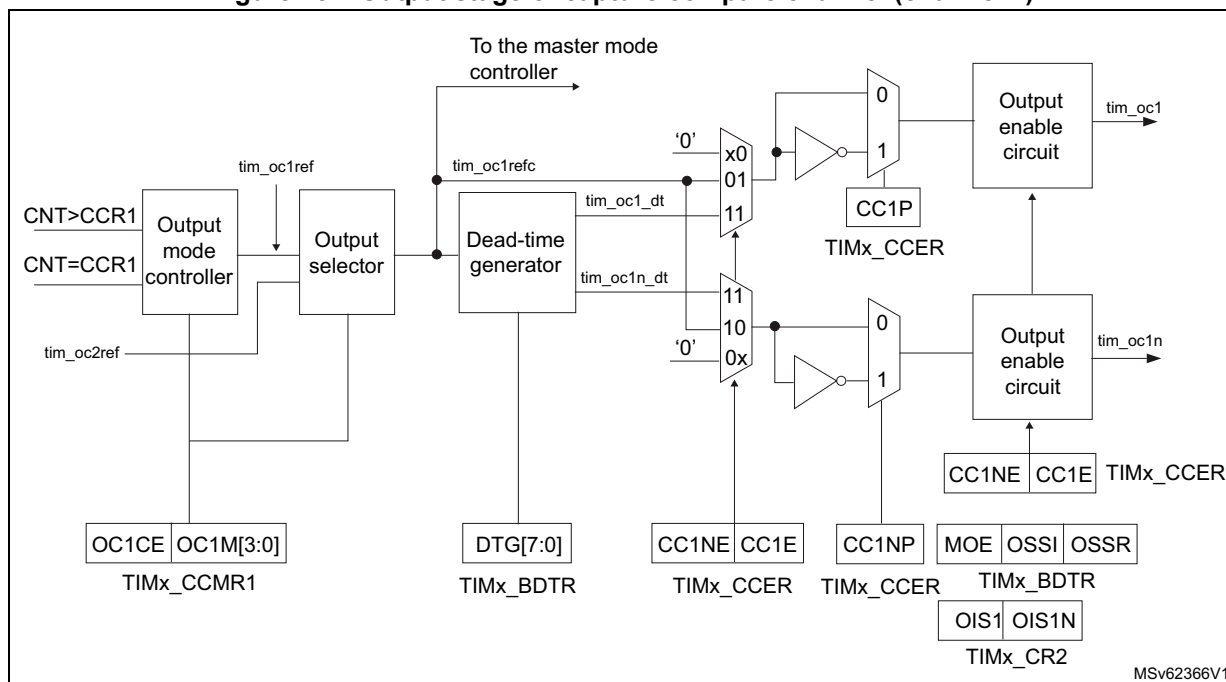 To the master mode
controller
tim_oc1ref
CNT>CCR1
CNT=CCR1
Output
mode
controller
Output
selector
tim_oc2ref
tim_oc1refc
Dead-time
generator
tim_oc1_dt
tim_oc1n_dt
'0'
x0
01
11
11
10
0x
'0'
0
1
CC1P
TIMx_CCER
0
1
Output
enable
circuit
tim_oc1
Output
enable
circuit
tim_oc1n
CC1NE CC1E TIMx_CCER
OC1CE OC1M[3:0]
TIMx_CCMR1
DTG[7:0]
TIMx_BDTR
CC1NE CC1E
TIMx_CCER
CC1NP
TIMx_CCER
MOE OSSI OSSR
TIMx_BDTR
OIS1 OIS1N
TIMx_CR2
MSv62366V1